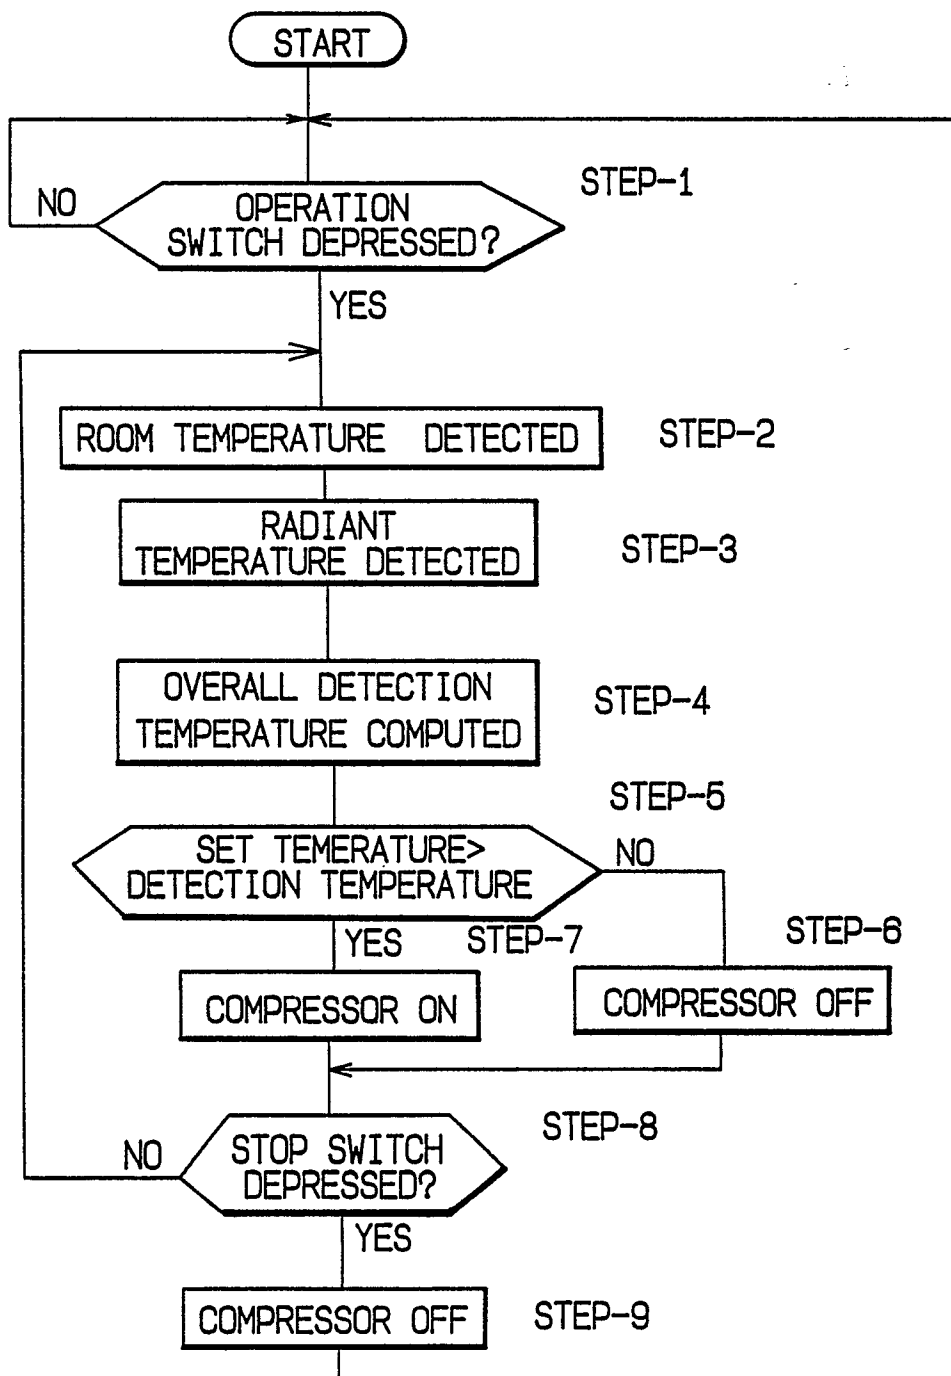 START
STEP-1
NO
OPERATION
SWITCH DEPRESSED?
YES
ROOM TEMPERATURE DETECTED
STEP-2
RADIANT
TEMPERATURE DETECTED
STEP-3
OVERALL DETECTION
TEMPERATURE COMPUTED
STEP-4
STEP-5
SET TEMERATURE>
DETECTION TEMPERATURE
NO
YES
STEP-7
STEP-6
COMPRESSOR ON
COMPRESSOR OFF
STEP-8
NO
STOP SWITCH
DEPRESSED?
YES
COMPRESSOR OFF
STEP-9